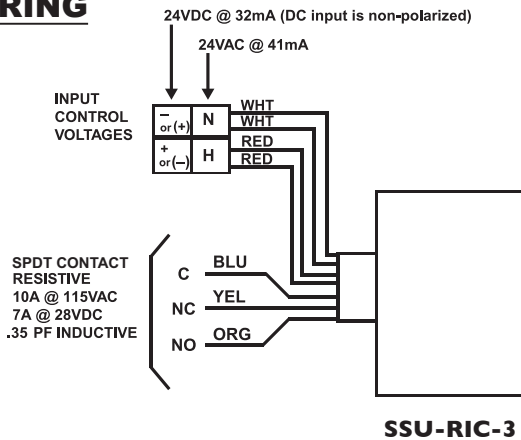 RING
24VDC @ 32mA (DC input is non-polarized)
24VAC @ 41mA
INPUT
CONTROL
VOLTAGES
–
or (+)
N
+
or(–)
H
WHT
WHT
RED
RED
SPDT CONTACT
RESISTIVE
10A @ 115VAC
7A @ 28VDC
.35 PF INDUCTIVE
C
BLU
NC
YEL
NO
ORG
SSU-RIC-3